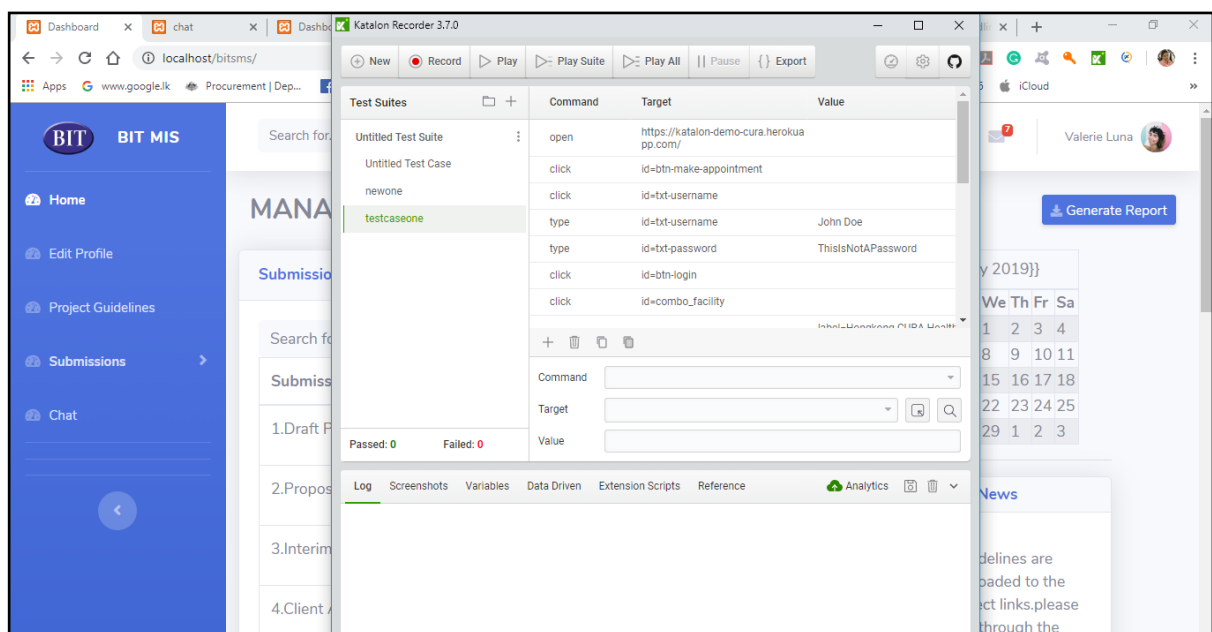 Dashboard
chat
Dashbo
Katalon Recorder 3.7.0
localhost/bitsms/
Apps
www.google.lk
Procurement | Dep...
iCloud
New
Record
Play
Play Suite
Play All
Pause
Export
BIT
BIT MIS
Home
Edit Profile
Project Guidelines
Submissions
Chat
Search for.
MANA
Submissio
Search fo
Submiss
1.Draft P
2.Propos
3.Interim
4.Client
Test Suites
Untitled Test Suite
Untitled Test Case
newone
testcaseone
Passed: 0 Failed: 0
Command Target Value
open https://katalon-demo-cura.herokua
pp.com/
click id=btn-make-appointment
click id=txt-username
type id=txt-username John Doe
type id=txt-password ThisIsNotAPassword
click id=btn-login
click id=combo_facility
label=Hongkong CURA Healthc
Command
Target
Value
Log Screenshots Variables Data Driven Extension Scripts Reference Analytics
7
Valerie Luna
Generate Report
y 2019}}
We Th Fr Sa
1 2 3 4
8 9 10 11
15 16 17 18
22 23 24 25
29 1 2 3
News
delines are
oaded to the
ect links.please
through the